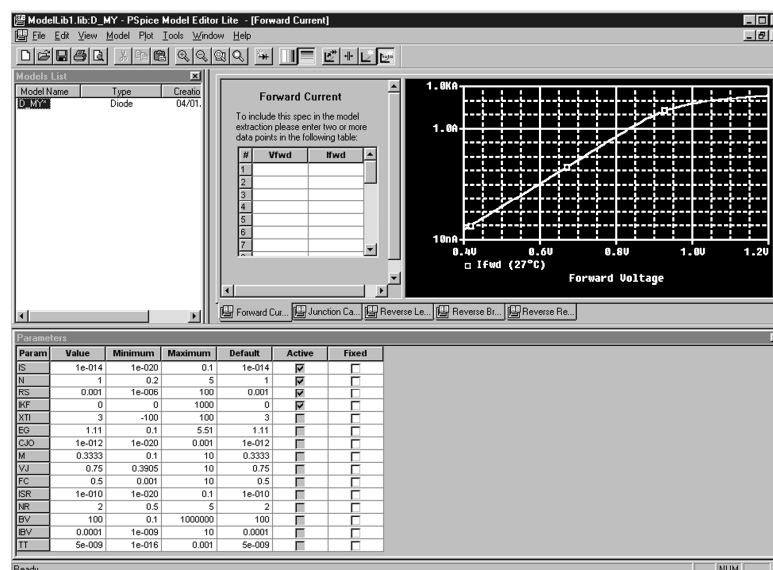 ModelLib1.lib:D_MY - PSpice Model Editor Lite - [Forward Current]
File Edit View Model Plot Tools Window Help
Models List
Model Name Type Creatio
D_MY* Diode 04/01.
Forward Current
To include this spec in the model
extraction please enter two or more
data points in the following table:
# Vfwd Ifwd
1
2
3
4
5
6
7
1.0KA
1.0A
10nA
0.4V 0.6V 0.8V 1.0V 1.2V
Ifwd (27°C)
Forward Voltage
Forward Cur... Junction Ca... Reverse Le... Reverse Br... Reverse Re...
Parameters
Param Value Minimum Maximum Default Active Fixed
IS 1e-014 1e-020 0.1 1e-014
N 1 0.2 5 1
RS 0.001 1e-006 100 0.001
IKF 0 0 1000 0
XTI 3 -100 100 3
EG 1.11 0.1 5.51 1.11
CJO 1e-012 1e-020 0.001 1e-012
M 0.3333 0.1 10 0.3333
VJ 0.75 0.3905 10 0.75
FC 0.5 0.001 10 0.5
ISR 1e-010 1e-020 0.1 1e-010
NR 2 0.5 5 2
BV 100 0.1 1000000 100
IBV 0.0001 1e-009 10 0.0001
TT 5e-009 1e-016 0.001 5e-009
Ready NUM